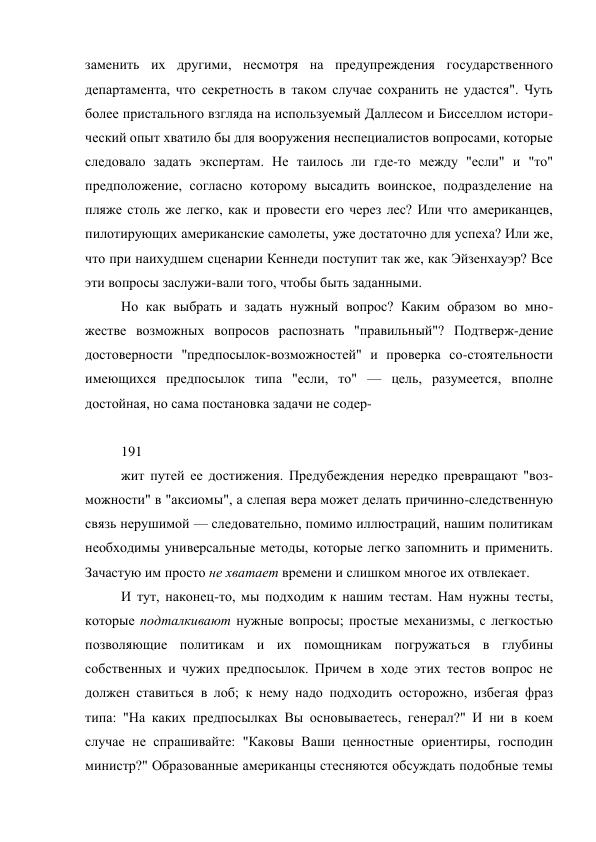 заменить их другими, несмотря на предупреждения государственного
департамента, что секретность в таком случае сохранить не удастся". Чуть
более пристального взгляда на используемый Даллесом и Бисселлом истори-
ческий опыт хватило бы для вооружения неспециалистов вопросами, которые
следовало задать экспертам. Не таилось ли где-то между "если" и "то"
предположение, согласно которому высадить воинское, подразделение на
пляже столь же легко, как и провести его через лес? Или что американцев,
пилотирующих американские самолеты, уже достаточно для успеха? Или же,
что при наихудшем сценарии Кеннеди поступит так же, как Эйзенхауэр? Все
эти вопросы заслужи-вали того, чтобы быть заданными.
Но как выбрать и задать нужный вопрос? Каким образом во мно-
жестве возможных вопросов распознать "правильный"? Подтверж-дение
достоверности "предпосылок-возможностей" и проверка со-стоятельности
имеющихся предпосылок типа "если, то" — цель, разумеется, вполне
достойная, но сама постановка задачи не содер-
191
жит путей ее достижения. Предубеждения нередко превращают "воз-
можности" в "аксиомы", а слепая вера может делать причинно-следственную
связь нерушимой — следовательно, помимо иллюстраций, нашим политикам
необходимы универсальные методы, которые легко запомнить и применить.
Зачастую им просто не хватает времени и слишком многое их отвлекает.
И тут, наконец-то, мы подходим к нашим тестам. Нам нужны тесты,
которые подталкивают нужные вопросы; простые механизмы, с легкостью
позволяющие политикам и их помощникам погружаться в глубины
собственных и чужих предпосылок. Причем в ходе этих тестов вопрос не
должен ставиться в лоб; к нему надо подходить осторожно, избегая фраз
типа: "На каких предпосылках Вы основываетесь, генерал?" И ни в коем
случае не спрашивайте: "Каковы Ваши ценностные ориентиры, господин
министр?" Образованные американцы стесняются обсуждать подобные темы